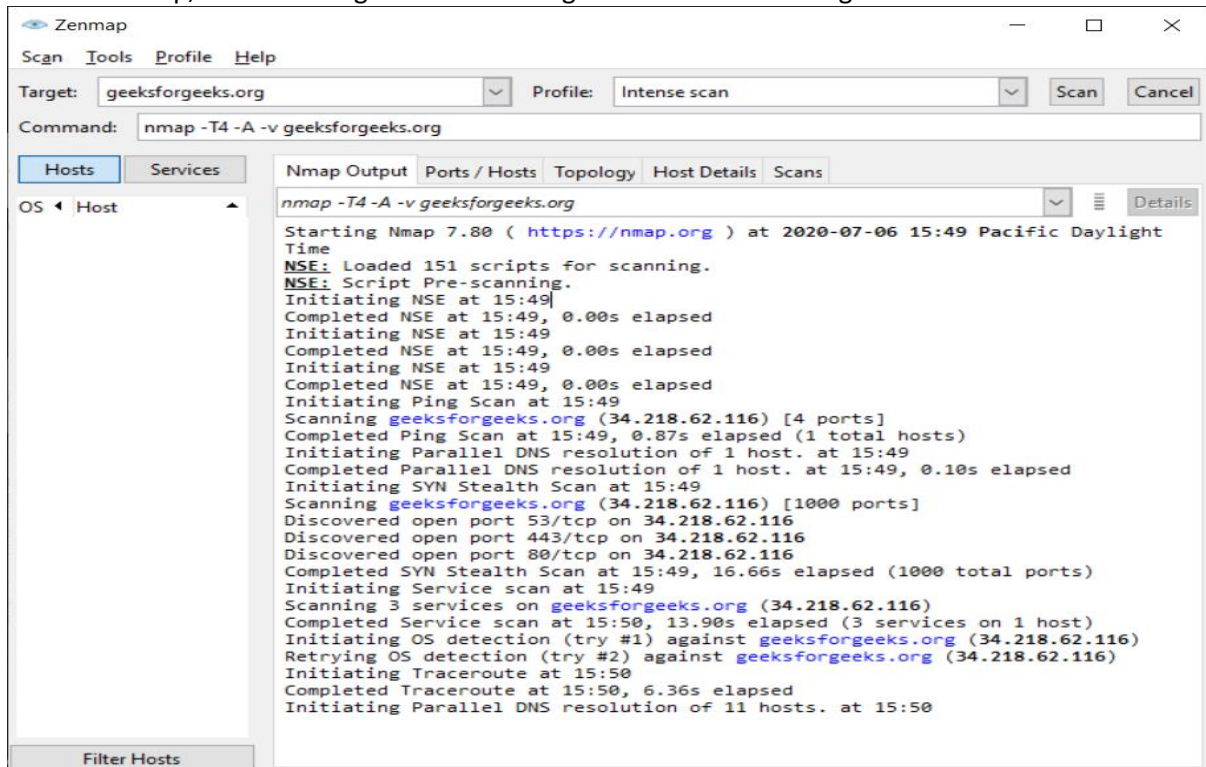 Zenmap
Scan Tools Profile Help
Target: geeksforgeeks.org Profile: Intense scan Scan Cancel
Command: nmap -T4 -A -v geeksforgeeks.org
Hosts Services Nmap Output Ports / Hosts Topology Host Details Scans
OS Host nmap -T4 -A -v geeksforgeeks.org Details
Starting Nmap 7.80 ( https://nmap.org ) at 2020-07-06 15:49 Pacific Daylight
Time
NSE: Loaded 151 scripts for scanning.
NSE: Script Pre-scanning.
Initiating NSE at 15:49
Completed NSE at 15:49, 0.00s elapsed
Initiating NSE at 15:49
Completed NSE at 15:49, 0.00s elapsed
Initiating NSE at 15:49
Completed NSE at 15:49, 0.00s elapsed
Initiating Ping Scan at 15:49
Scanning geeksforgeeks.org (34.218.62.116) [4 ports]
Completed Ping Scan at 15:49, 0.87s elapsed (1 total hosts)
Initiating Parallel DNS resolution of 1 host. at 15:49
Completed Parallel DNS resolution of 1 host. at 15:49, 0.10s elapsed
Initiating SYN Stealth Scan at 15:49
Scanning geeksforgeeks.org (34.218.62.116) [1000 ports]
Discovered open port 53/tcp on 34.218.62.116
Discovered open port 443/tcp on 34.218.62.116
Discovered open port 80/tcp on 34.218.62.116
Completed SYN Stealth Scan at 15:49, 16.66s elapsed (1000 total ports)
Initiating Service scan at 15:49
Scanning 3 services on geeksforgeeks.org (34.218.62.116)
Completed Service scan at 15:50, 13.90s elapsed (3 services on 1 host)
Initiating OS detection (try #1) against geeksforgeeks.org (34.218.62.116)
Retrying OS detection (try #2) against geeksforgeeks.org (34.218.62.116)
Initiating Traceroute at 15:50
Completed Traceroute at 15:50, 6.36s elapsed
Initiating Parallel DNS resolution of 11 hosts. at 15:50
Filter Hosts